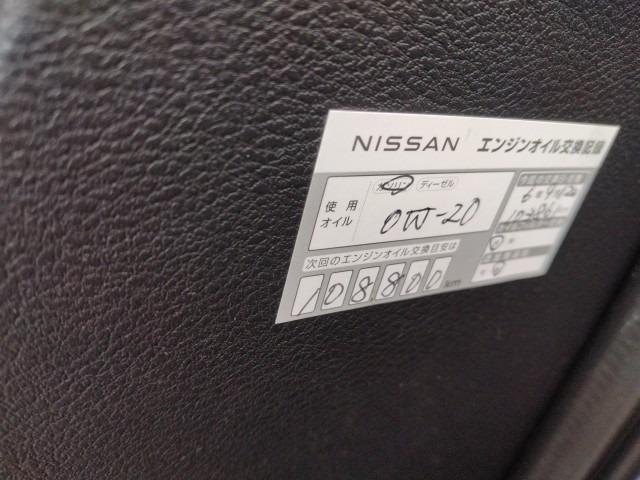 NISSAN エンジンオイル交換記録
使用オイル
ガソリン ディーゼル
0W-20
次回のエンジンオイル交換目安は
108800 km